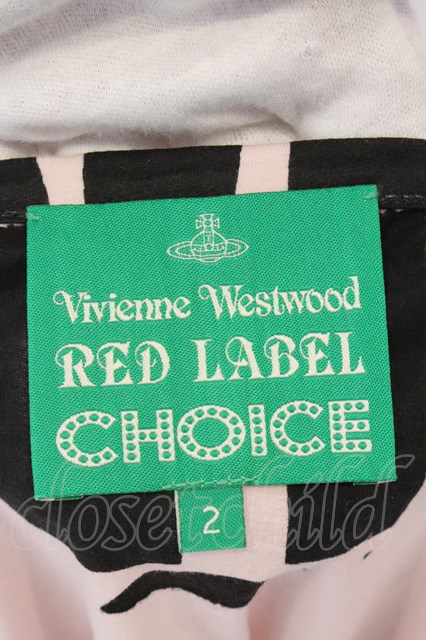 Vivienne Westwood
RED LABEL
CHOICE
2
closet child